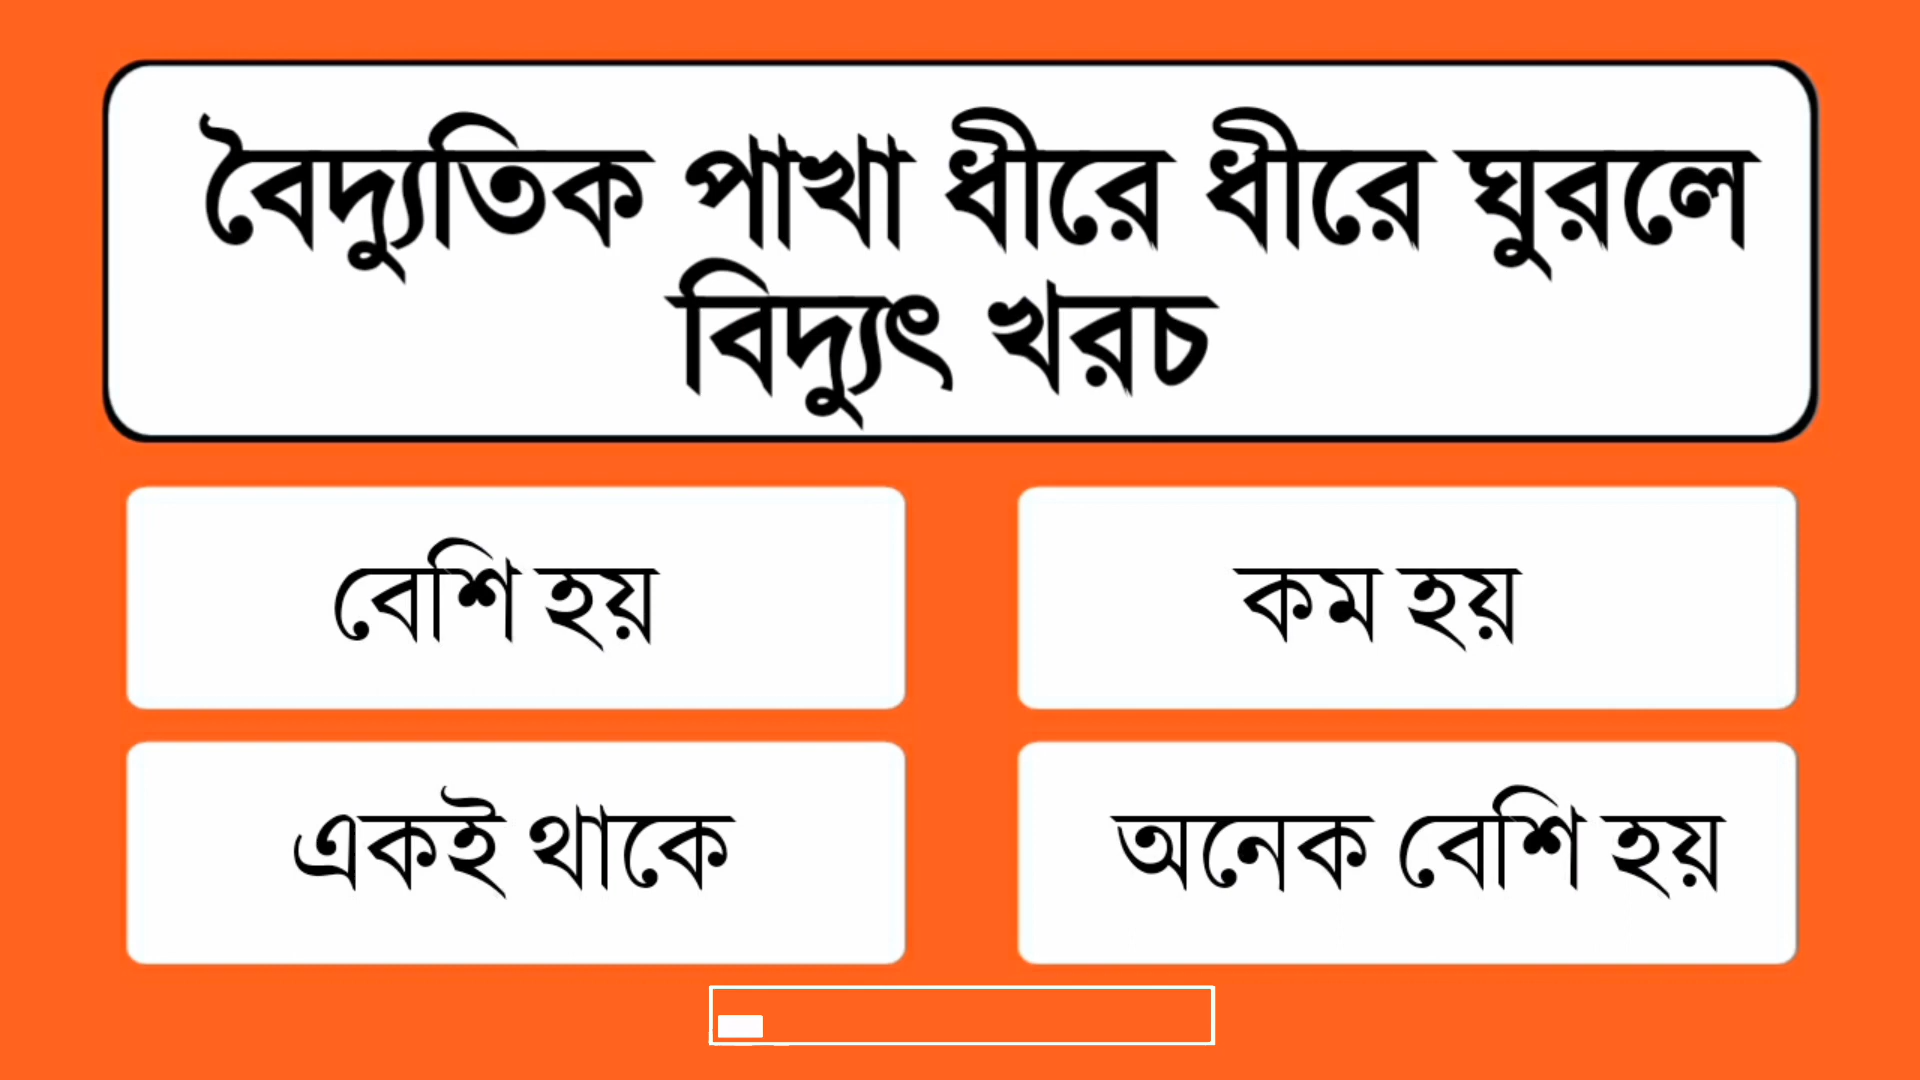 বৈদ্যুতিক পাখা ধীরে ধীরে ঘুরলে
বিদ্যুৎ খরচ
বেশি হয়
কম হয়
একই থাকে
অনেক বেশি হয়